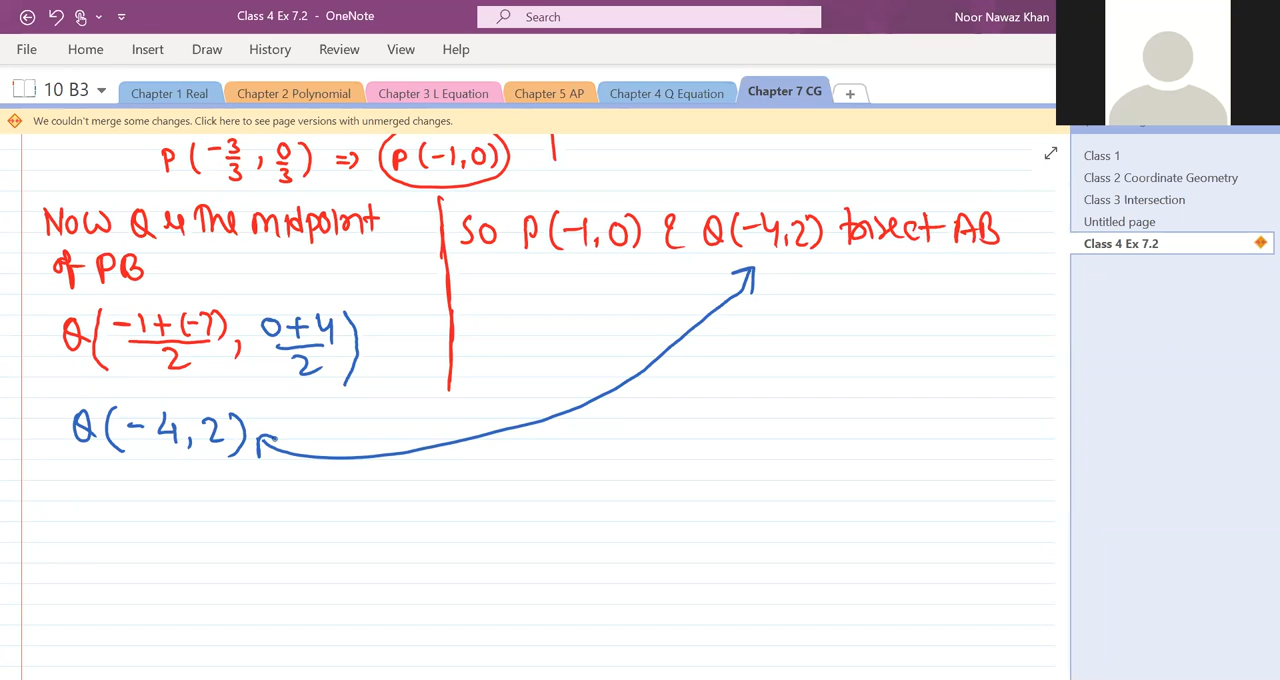 Class 4 Ex 7.2 - OneNote
Search
Noor Nawaz Khan
File Home Insert Draw History Review View Help
10 B3
Chapter 1 Real
Chapter 2 Polynomial
Chapter 3 L Equation
Chapter 5 AP
Chapter 4 Q Equation
Chapter 7 CG
We couldn't merge some changes. Click here to see page versions with unmerged changes.
P(-3/3, 0/3) => P(-1,0)
Now Q is the midpoint
of PB
Q(-1+(-7)/2, 0+4/2)
Q(-4,2)
So P(-1,0) & Q(-4,2) trisect AB
Class 1
Class 2 Coordinate Geometry
Class 3 Intersection
Untitled page
Class 4 Ex 7.2